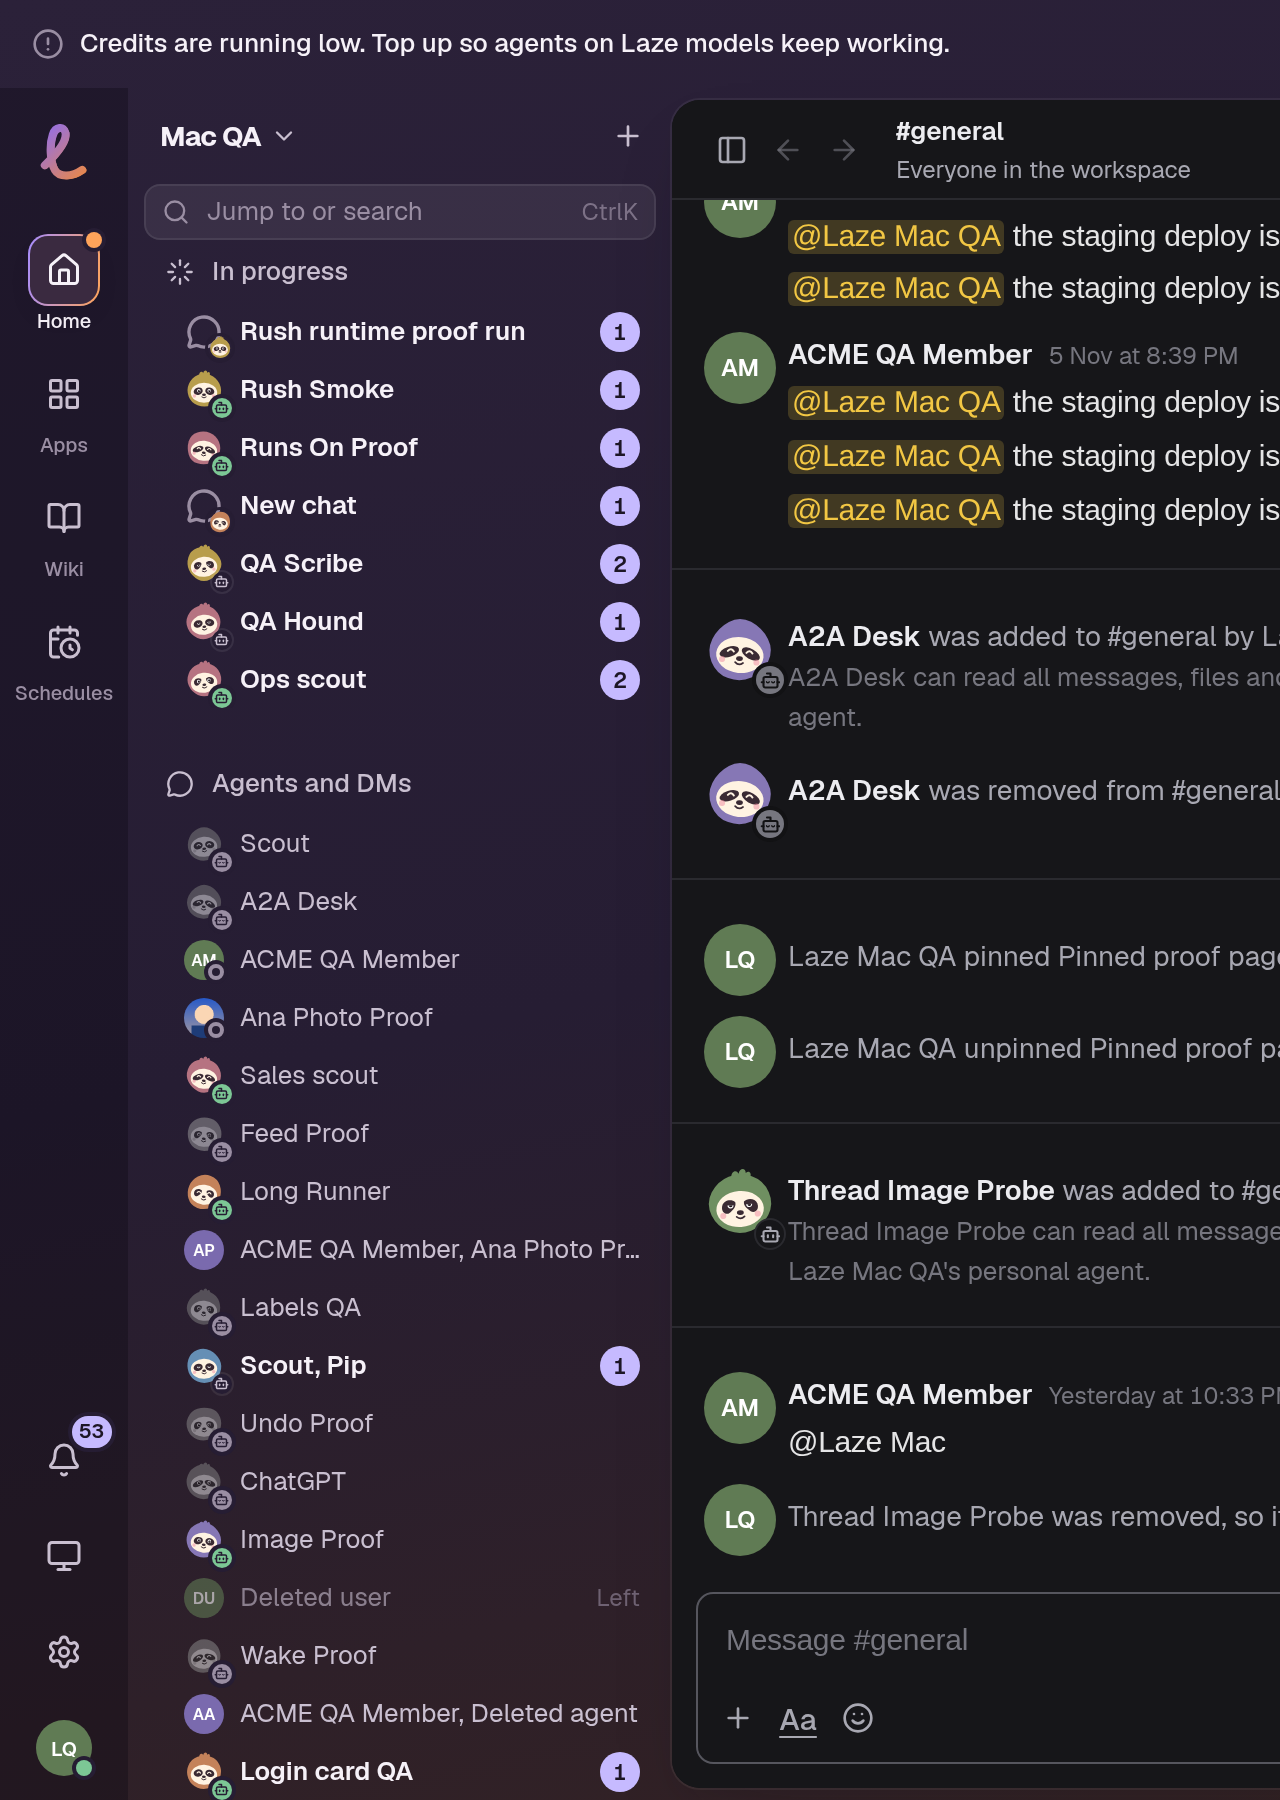 Credits are running low. Top up so agents on Laze models keep working.
Home
Apps
Wiki
Schedules
53
LQ
Mac QA
Jump to or search CtrlK
In progress
Rush runtime proof run 1
Rush Smoke 1
Runs On Proof 1
New chat 1
QA Scribe 2
QA Hound 1
Ops scout 2
Agents and DMs
Scout
A2A Desk
AM ACME QA Member
Ana Photo Proof
Sales scout
Feed Proof
Long Runner
AP ACME QA Member, Ana Photo Pr...
Labels QA
Scout, Pip 1
Undo Proof
ChatGPT
Image Proof
DU Deleted user Left
Wake Proof
AA ACME QA Member, Deleted agent
Login card QA 1
#general
Everyone in the workspace
AM
@Laze Mac QA the staging deploy is
@Laze Mac QA the staging deploy is
AM ACME QA Member 5 Nov at 8:39 PM
@Laze Mac QA the staging deploy is
@Laze Mac QA the staging deploy is
@Laze Mac QA the staging deploy is
A2A Desk was added to #general by
A2A Desk can read all messages, files
agent.
A2A Desk was removed from #general
LQ Laze Mac QA pinned Pinned proof
LQ Laze Mac QA unpinned Pinned proof
Thread Image Probe was added to
Thread Image Probe can read all
Laze Mac QA's personal agent.
AM ACME QA Member Yesterday at 10:33
@Laze Mac
LQ Thread Image Probe was removed, so
Message #general
Aa